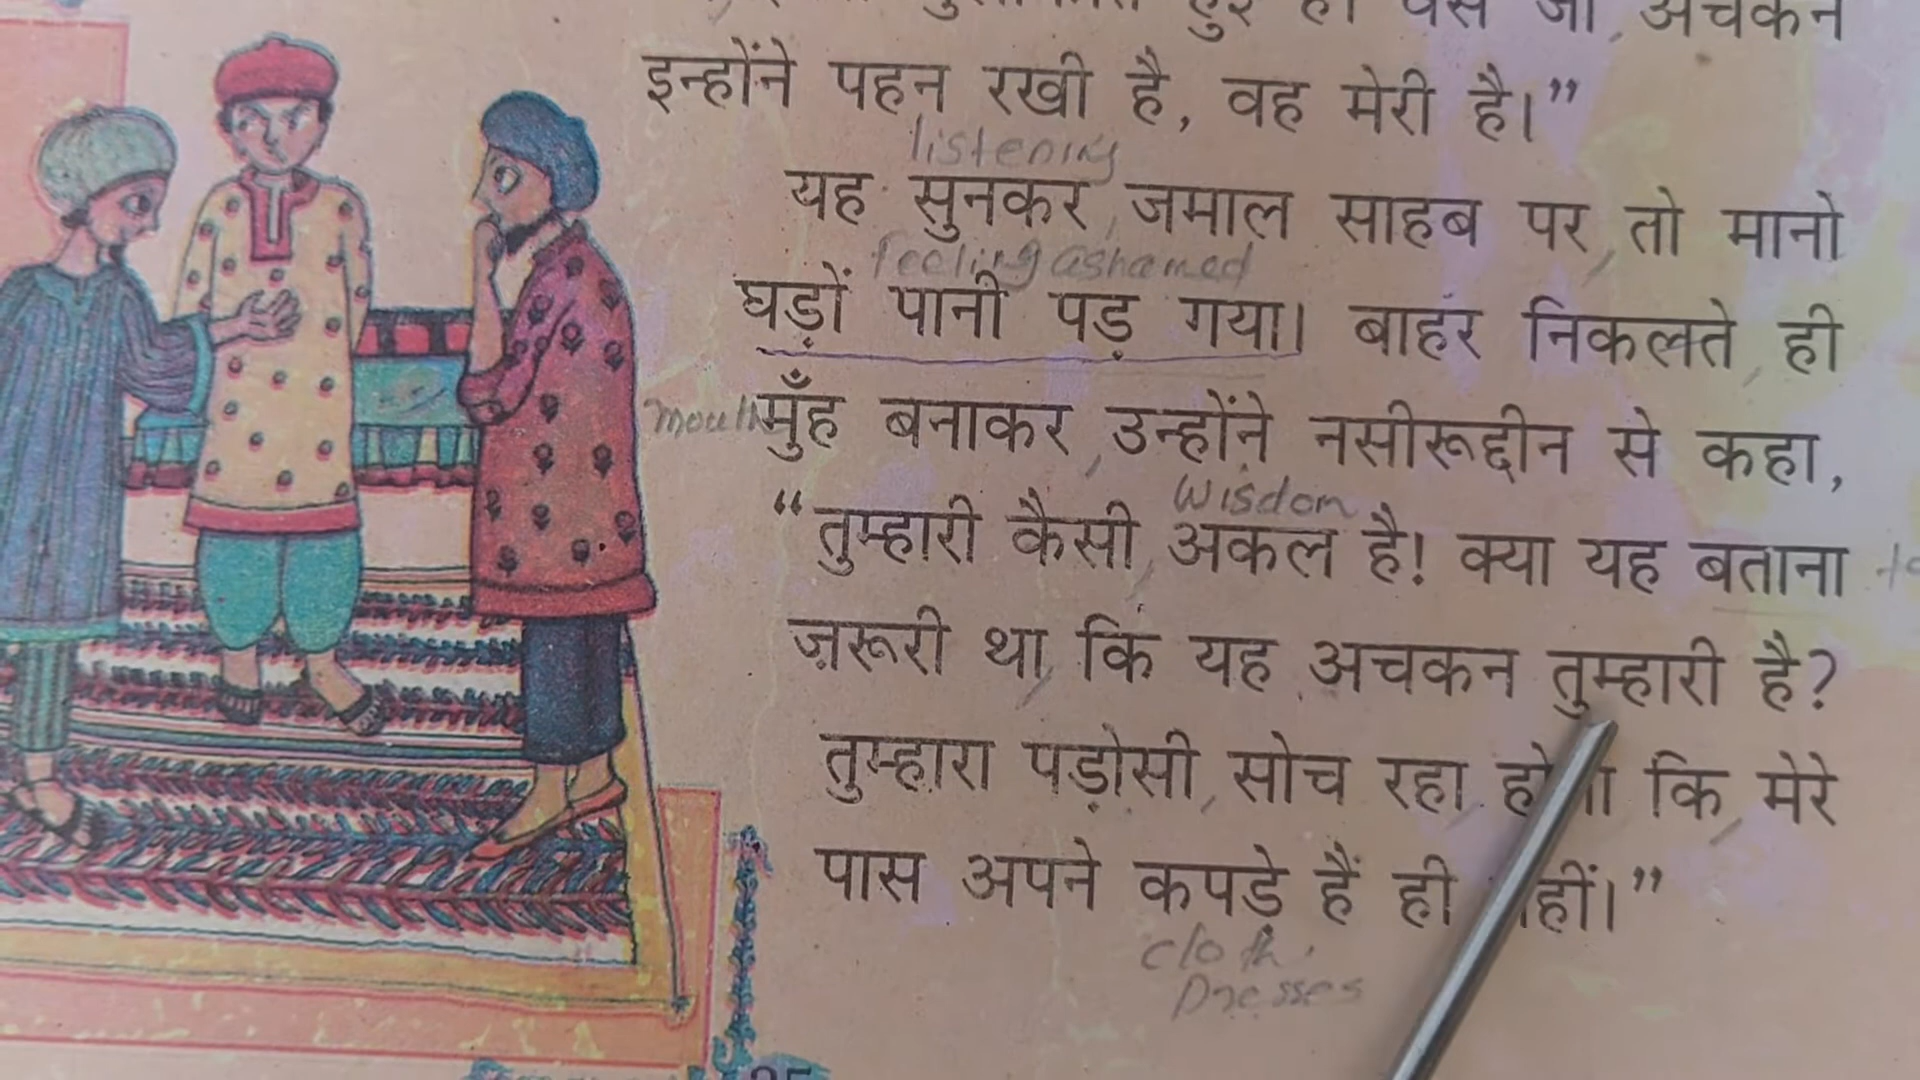 हुई है। वैसे जो अचकन
इन्होंने पहन रखी है, वह मेरी है।”
listening
यह सुनकर जमाल साहब पर तो मानो
feeling ashamed
घड़ों पानी पड़ गया। बाहर निकलते ही
mouth मुँह बनाकर उन्होंने नसीरूद्दीन से कहा,
Wisdom
“तुम्हारी कैसी अकल है! क्या यह बताना
ज़रूरी था कि यह अचकन तुम्हारी है?
तुम्हारा पड़ोसी सोच रहा कि मेरे
पास अपने कपड़े हैं ही
cloth,
Dresses